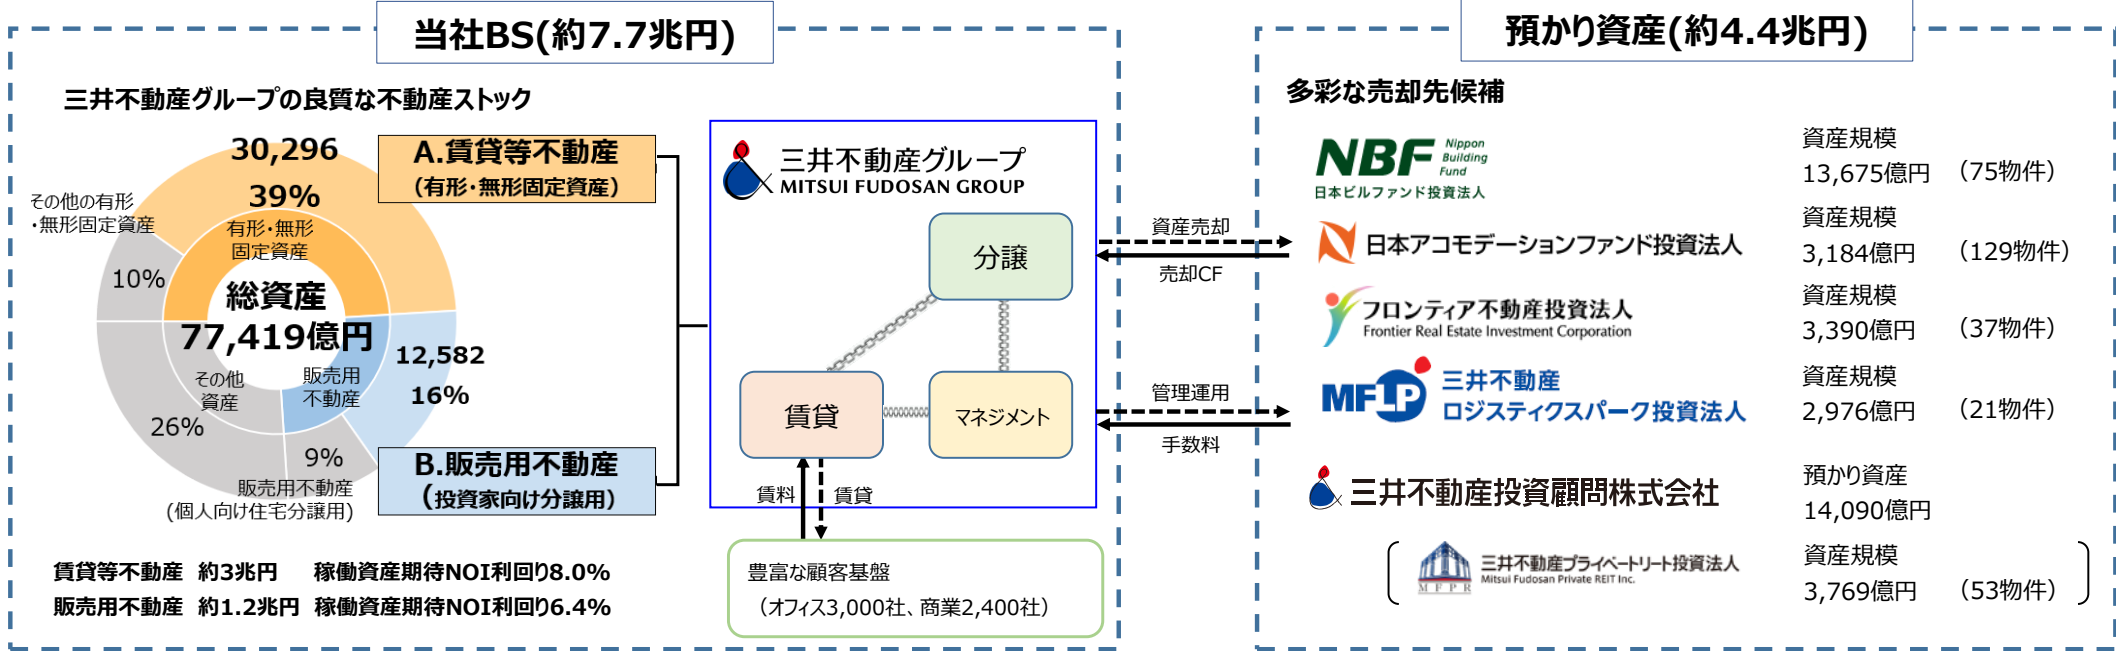 当社BS(約7.7兆円)
三井不動産グループの良質な不動産ストック
30,296
39%
A.賃貸等不動産
(有形・無形固定資産)
その他の有形
・無形固定資産
有形・無形
固定資産
10%
総資産
77,419億円
12,582
16%
その他
資産
販売用
不動産
26%
9%
販売用不動産
(個人向け住宅分譲用)
B.販売用不動産
(投資家向け分譲用)
賃貸等不動産 約3兆円 稼働資産期待NOI利回り8.0%
販売用不動産 約1.2兆円 稼働資産期待NOI利回り6.4%
三井不動産グループ
MITSUI FUDOSAN GROUP
分譲
賃貸
マネジメント
賃料
賃貸
豊富な顧客基盤
（オフィス3,000社、商業2,400社）
資産売却
売却CF
管理運用
手数料
預かり資産(約4.4兆円)
多彩な売却先候補
NBF Nippon
Building
Fund
日本ビルファンド投資法人
資産規模
13,675億円 （75物件）
日本アコモデーションファンド投資法人
資産規模
3,184億円 （129物件）
フロンティア不動産投資法人
Frontier Real Estate Investment Corporation
資産規模
3,390億円 （37物件）
MFLP 三井不動産
ロジスティクスパーク投資法人
資産規模
2,976億円 （21物件）
三井不動産投資顧問株式会社
預かり資産
14,090億円
三井不動産プライベートリート投資法人
Mitsui Fudosan Private REIT Inc.
MFPR
資産規模
3,769億円 （53物件）